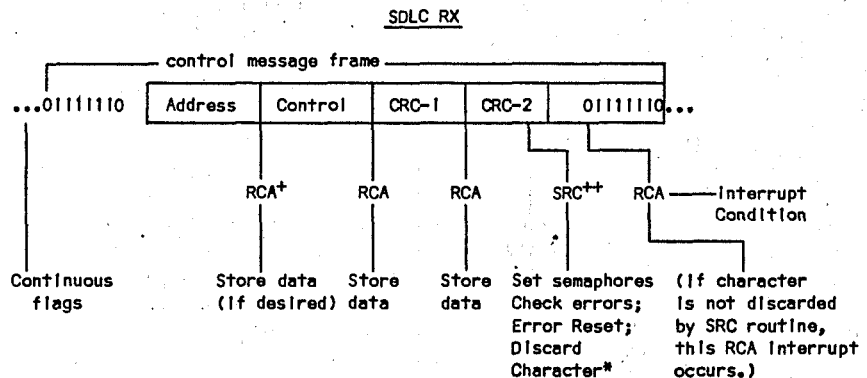 SDLC RX
control message frame
...01111110 Address Control CRC-1 CRC-2 01111110...
RCA+ RCA RCA SRC++ RCA Interrupt
Condition
Continuous Store data Store Store Set semaphores (If character
flags (If desired) data data Check errors; is not discarded
Error Reset; by SRC routine,
Discard this RCA Interrupt
Character* occurs.)